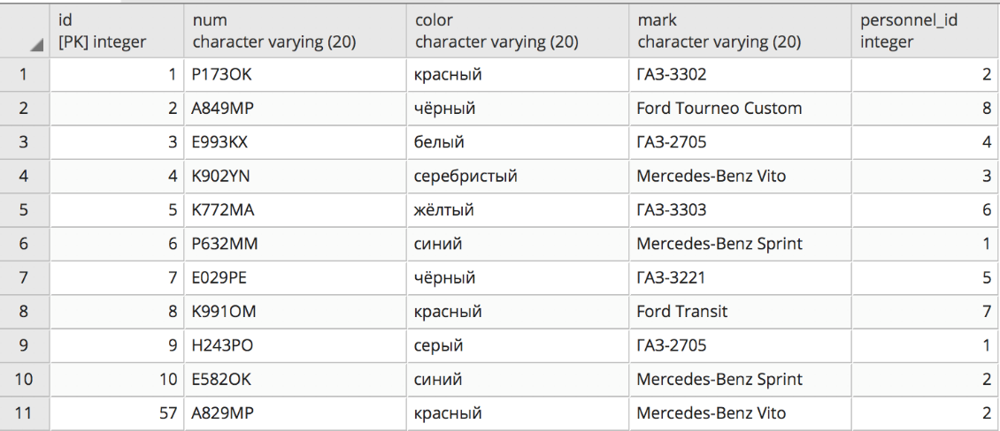 id num color mark personnel_id
[PK] integer character varying (20) character varying (20) character varying (20) integer
1 1 P173OK красный ГАЗ-3302 2
2 2 A849MP чёрный Ford Tourneo Custom 8
3 3 E993KX белый ГАЗ-2705 4
4 4 K902YN серебристый Mercedes-Benz Vito 3
5 5 K772MA жёлтый ГАЗ-3303 6
6 6 P632MM синий Mercedes-Benz Sprint 1
7 7 E029PE чёрный ГАЗ-3221 5
8 8 K991OM красный Ford Transit 7
9 9 H243PO серый ГАЗ-2705 1
10 10 E582OK синий Mercedes-Benz Sprint 2
11 57 A829MP красный Mercedes-Benz Vito 2